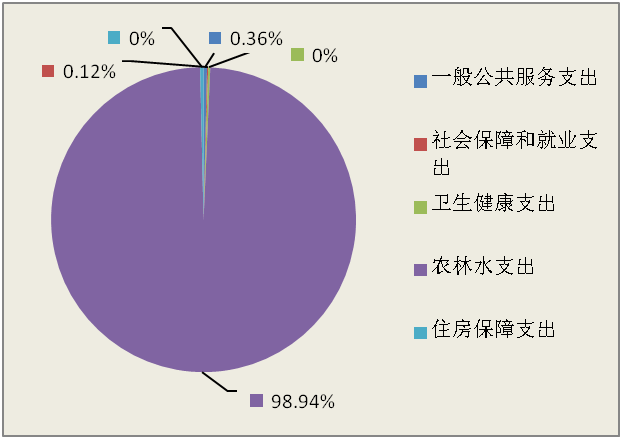 0%
0.36%
0%
0.12%
98.94%
一般公共服务支出
社会保障和就业支
出
卫生健康支出
农林水支出
住房保障支出